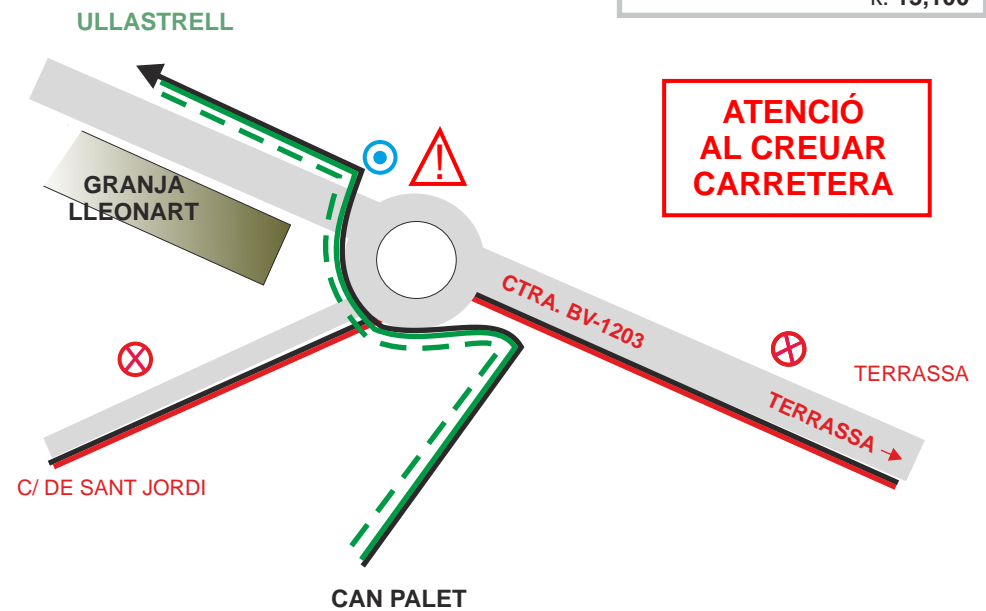 ULLASTRELL
ATENCIÓ
AL CREUAR
CARRETERA
GRANJA
LLEONART
!
CTRA. BV-1203
TERRASSA
TERRASSA
C/ DE SANT JORDI
CAN PALET